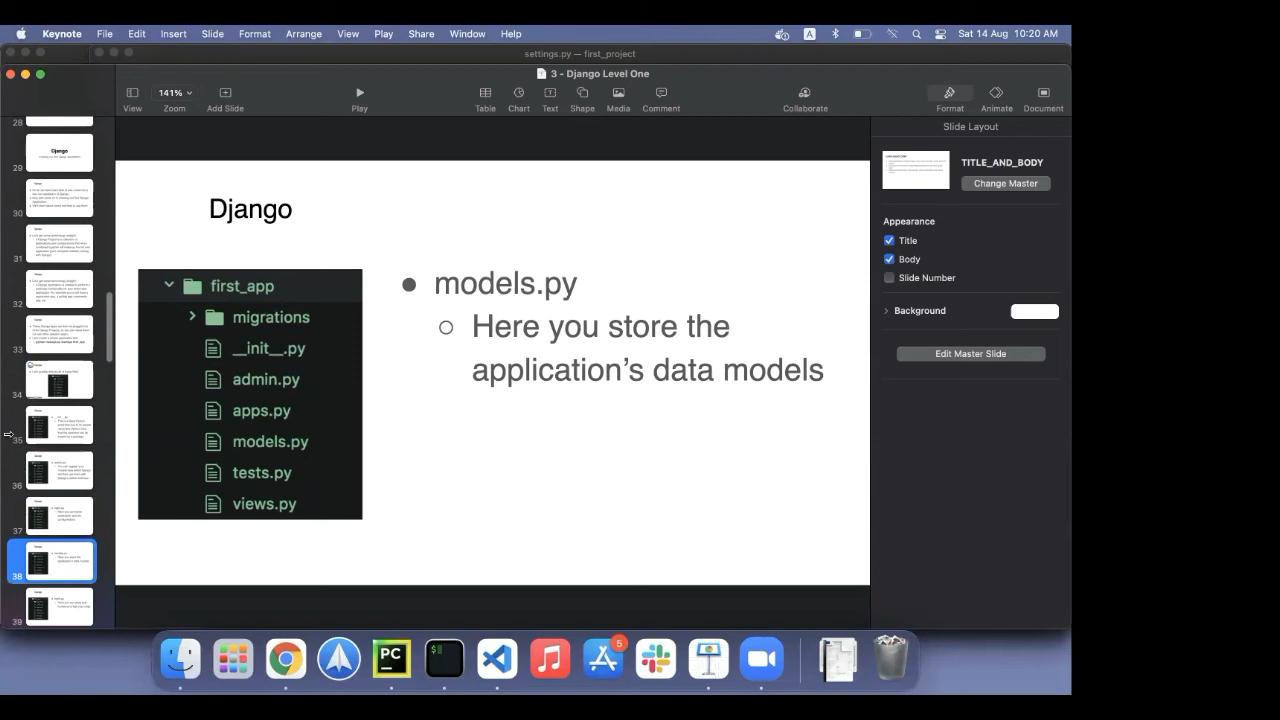 Keynote File Edit Insert Slide Format Arrange View Play Share Window Help A Sat 14 Aug 10:20 AM
settings.py — first_project
3 - Django Level One
141%
View Zoom Add Slide Play Table Chart Text Shape Media Comment Collaborate Format Animate Document
Slide Layout
TITLE_AND_BODY
Change Master
Appearance
Title
Body
Slide Number
Background
Edit Master Slide
28
Django
29
30
31
32
33
34
35
36
37
38
39
Django
first_app
migrations
__init__.py
admin.py
apps.py
models.py
tests.py
views.py
models.py
Here you store the
application’s data models
PC
$
5